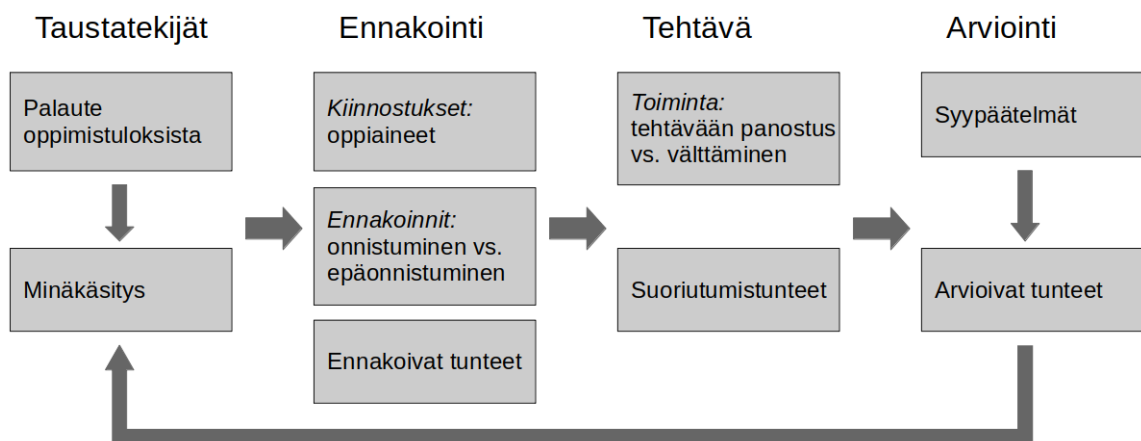 Taustatekijät
Ennakointi
Tehtävä
Arviointi
Palaute
oppimistuloksista
Minäkäsitys
Kiinnostukset:
oppiaineet
Ennakoinnit:
onnistuminen vs.
epäonnistuminen
Ennakoivat tunteet
Toiminta:
tehtävään panostus
vs. välttäminen
Suoriutumistunteet
Syypäätelmät
Arvioivat tunteet